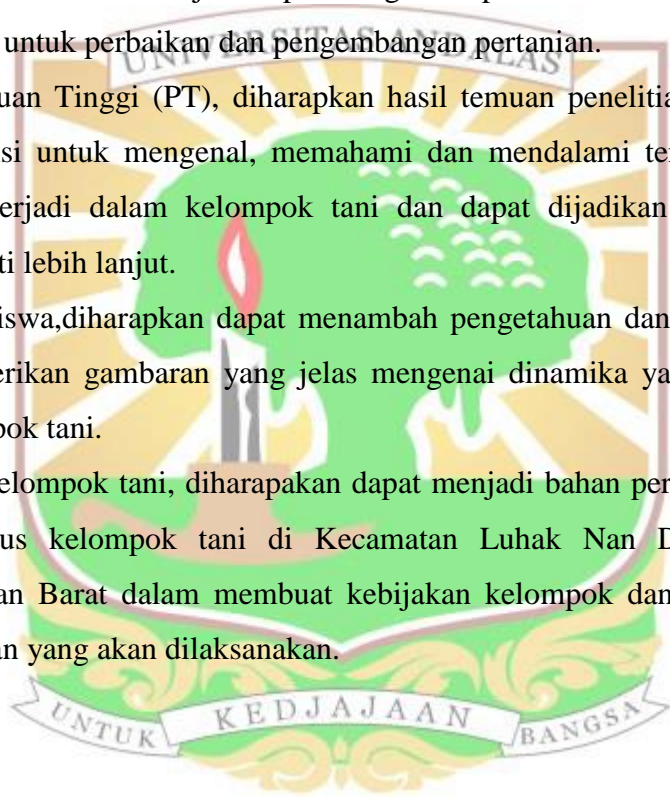 untuk perbaikan dan pengembangan pertanian.
UNIVERSITAS ANDALAS
uan Tinggi (PT), diharapkan hasil temuan penelitia
si untuk mengenal, memahami dan mendalami te
erjadi dalam kelompok tani dan dapat dijadikan
ti lebih lanjut.
iswa,diharapkan dapat menambah pengetahuan dan
erikan gambaran yang jelas mengenai dinamika ya
ok tani.
elompok tani, diharapakan dapat menjadi bahan per
us kelompok tani di Kecamatan Luhak Nan D
an Barat dalam membuat kebijakan kelompok dan
an yang akan dilaksanakan.
UNTUK KEDJAJAAN BANGSA